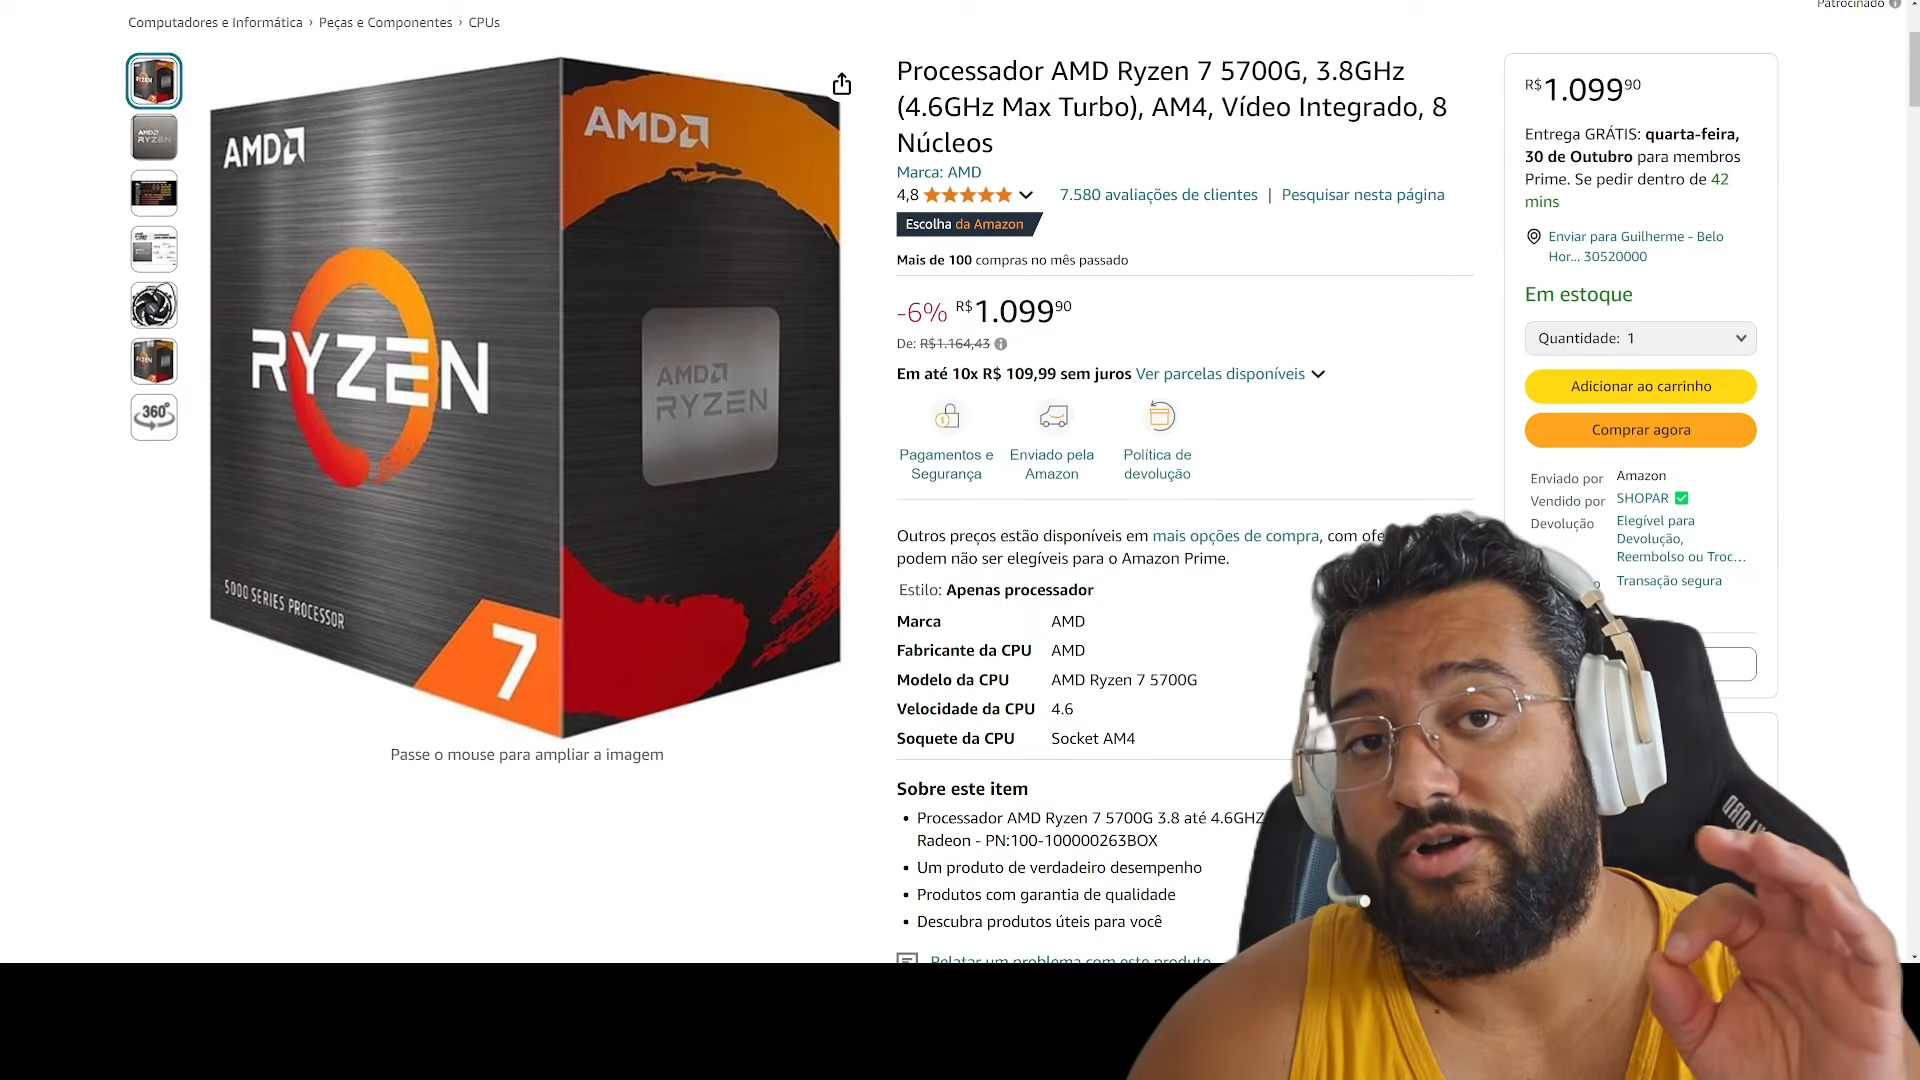 Patrocinado
Computadores e Informática › Peças e Componentes › CPUs
AMD
AMD
RYZEN
AMD
RYZEN
5000 SERIES PROCESSOR
7
360°
Passe o mouse para ampliar a imagem
Processador AMD Ryzen 7 5700G, 3.8GHz
(4.6GHz Max Turbo), AM4, Vídeo Integrado, 8
Núcleos
Marca: AMD
4,8 7.580 avaliações de clientes | Pesquisar nesta página
Escolha da Amazon
Mais de 100 compras no mês passado
-6% R$1.09990
De: R$1.164,43
Em até 10x R$ 109,99 sem juros Ver parcelas disponíveis
Pagamentos e Segurança
Enviado pela Amazon
Política de devolução
Outros preços estão disponíveis em mais opções de compra, com ofe
podem não ser elegíveis para o Amazon Prime.
Estilo: Apenas processador
Marca AMD
Fabricante da CPU AMD
Modelo da CPU AMD Ryzen 7 5700G
Velocidade da CPU 4.6
Soquete da CPU Socket AM4
Sobre este item
• Processador AMD Ryzen 7 5700G 3.8 até 4.6GHZ
Radeon - PN:100-100000263BOX
• Um produto de verdadeiro desempenho
• Produtos com garantia de qualidade
• Descubra produtos úteis para você
Relatar um problema com este produto
R$1.09990
Entrega GRÁTIS: quarta-feira,
30 de Outubro para membros
Prime. Se pedir dentro de 42
mins
Enviar para Guilherme - Belo
Hor... 30520000
Em estoque
Quantidade: 1
Adicionar ao carrinho
Comprar agora
Enviado por Amazon
Vendido por SHOPAR
Devolução Elegível para
Devolução,
Reembolso ou Troc...
Transação segura